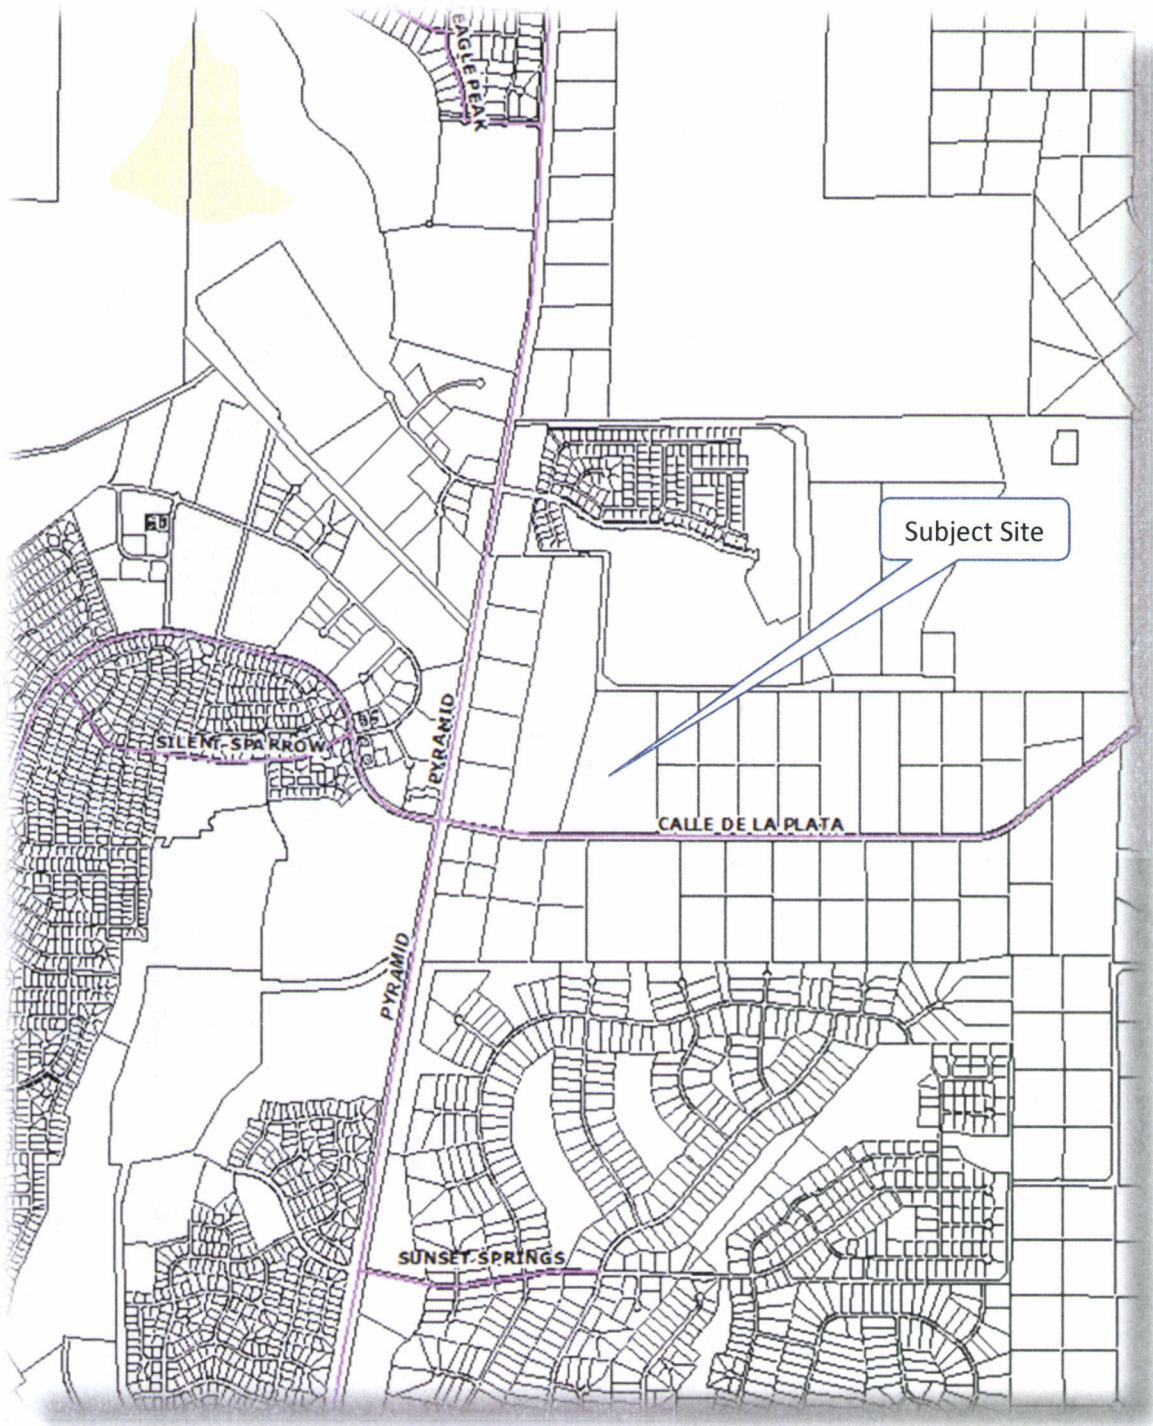 EAGLE PEAK
Subject Site
PYRAMID
SILENT SPARROW
CALLE DE LA PLATA
PYRAMID
SUNSET SPRINGS